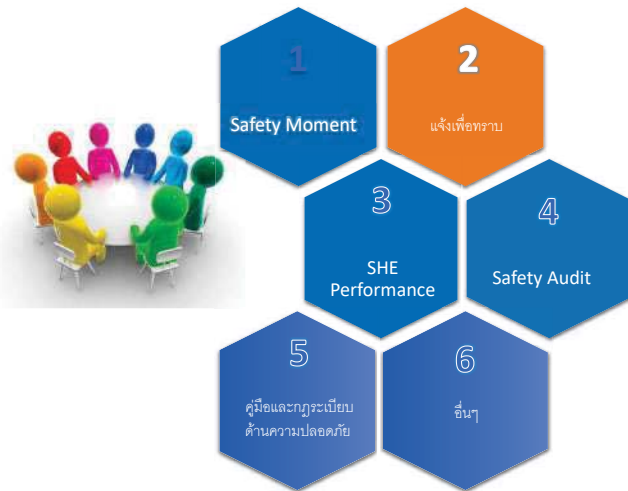 1
Safety Moment
2
แจ้งเพื่อทราบ
3
SHE
Performance
4
Safety Audit
5
คู่มือและกฎระเบียบ
ด้านความปลอดภัย
6
อื่นๆ